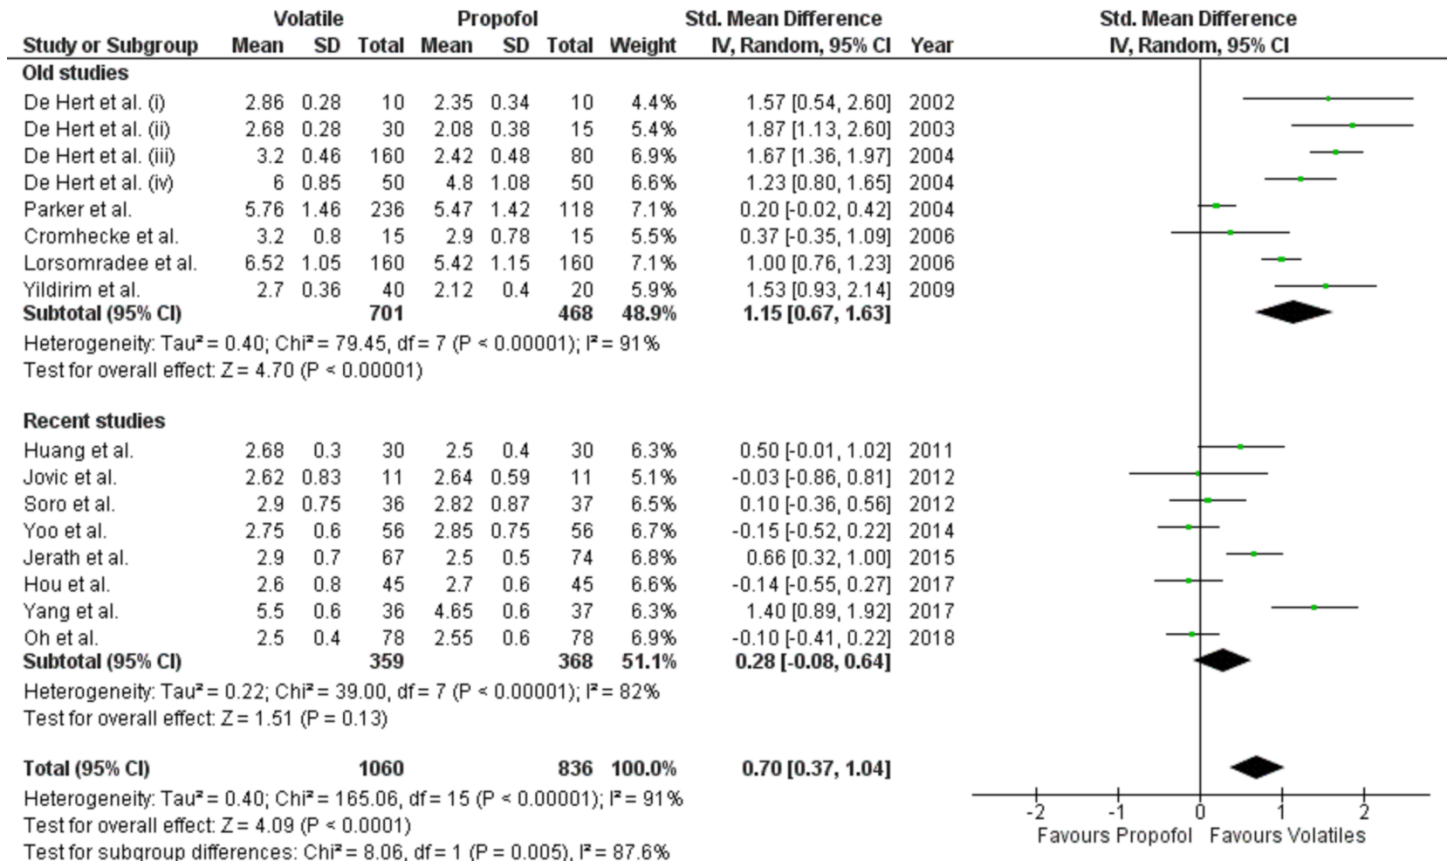 Volatile Propofol Std. Mean Difference Std. Mean Difference
Study or Subgroup Mean SD Total Mean SD Total Weight IV, Random, 95% CI Year IV, Random, 95% CI
Old studies
De Hert et al. (i) 2.86 0.28 10 2.35 0.34 10 4.4% 1.57 [0.54, 2.60] 2002
De Hert et al. (ii) 2.68 0.28 30 2.08 0.38 15 5.4% 1.87 [1.13, 2.60] 2003
De Hert et al. (iii) 3.2 0.46 160 2.42 0.48 80 6.9% 1.67 [1.36, 1.97] 2004
De Hert et al. (iv) 6 0.85 50 4.8 1.08 50 6.6% 1.23 [0.80, 1.65] 2004
Parker et al. 5.76 1.46 236 5.47 1.42 118 7.1% 0.20 [-0.02, 0.42] 2004
Cromhecke et al. 3.2 0.8 15 2.9 0.78 15 5.5% 0.37 [-0.35, 1.09] 2006
Lorsomradee et al. 6.52 1.05 160 5.42 1.15 160 7.1% 1.00 [0.76, 1.23] 2006
Yildirim et al. 2.7 0.36 40 2.12 0.4 20 5.9% 1.53 [0.93, 2.14] 2009
Subtotal (95% CI) 701 468 48.9% 1.15 [0.67, 1.63]
Heterogeneity: Tau² = 0.40; Chi² = 79.45, df = 7 (P < 0.00001); I² = 91%
Test for overall effect: Z = 4.70 (P < 0.00001)
Recent studies
Huang et al. 2.68 0.3 30 2.5 0.4 30 6.3% 0.50 [-0.01, 1.02] 2011
Jovic et al. 2.62 0.83 11 2.64 0.59 11 5.1% -0.03 [-0.86, 0.81] 2012
Soro et al. 2.9 0.75 36 2.82 0.87 37 6.5% 0.10 [-0.36, 0.56] 2012
Yoo et al. 2.75 0.6 56 2.85 0.75 56 6.7% -0.15 [-0.52, 0.22] 2014
Jerath et al. 2.9 0.7 67 2.5 0.5 74 6.8% 0.66 [0.32, 1.00] 2015
Hou et al. 2.6 0.8 45 2.7 0.6 45 6.6% -0.14 [-0.55, 0.27] 2017
Yang et al. 5.5 0.6 36 4.65 0.6 37 6.3% 1.40 [0.89, 1.92] 2017
Oh et al. 2.5 0.4 78 2.55 0.6 78 6.9% -0.10 [-0.41, 0.22] 2018
Subtotal (95% CI) 359 368 51.1% 0.28 [-0.08, 0.64]
Heterogeneity: Tau² = 0.22; Chi² = 39.00, df = 7 (P < 0.00001); I² = 82%
Test for overall effect: Z = 1.51 (P = 0.13)
Total (95% CI) 1060 836 100.0% 0.70 [0.37, 1.04]
Heterogeneity: Tau² = 0.40; Chi² = 165.06, df = 15 (P < 0.00001); I² = 91%
Test for overall effect: Z = 4.09 (P < 0.0001)
Test for subgroup differences: Chi² = 8.06, df = 1 (P = 0.005), I² = 87.6%
-2 -1 0 1 2
Favours Propofol Favours Volatiles